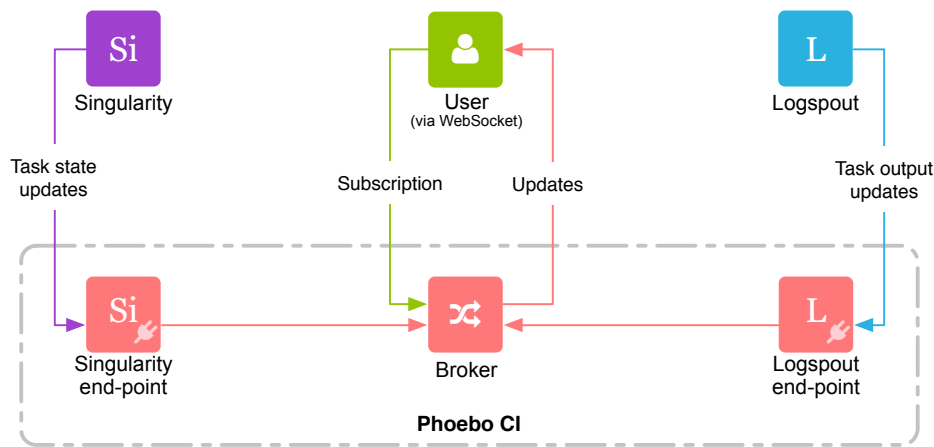 Si
Singularity
User
(via WebSocket)
L
Logspout
Task state
updates
Subscription
Updates
Task output
updates
Si
Singularity
end-point
Broker
L
Logspout
end-point
Phoebo CI